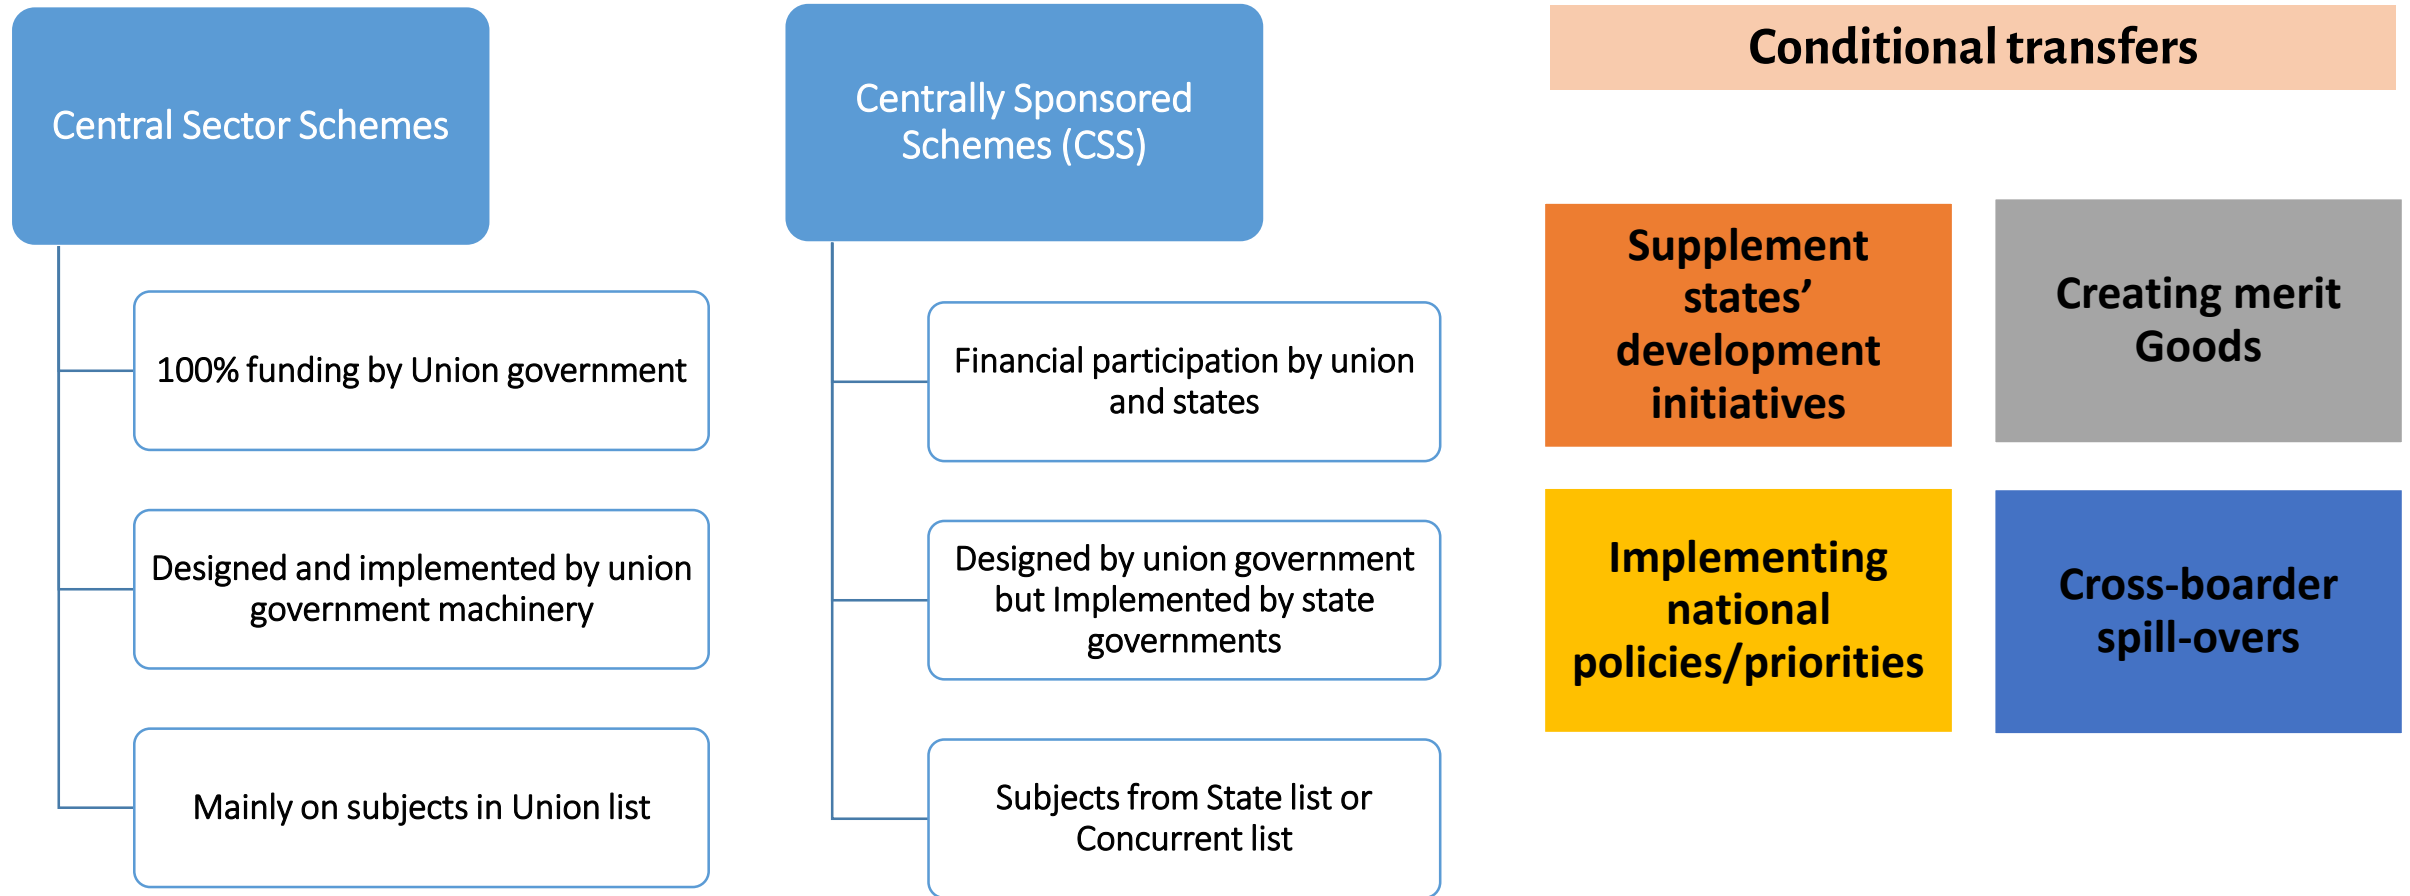 Central Sector Schemes
100% funding by Union government
Designed and implemented by union
government machinery
Mainly on subjects in Union list
Centrally Sponsored
Schemes (CSS)
Financial participation by union
and states
Designed by union government
but Implemented by state
governments
Subjects from State list or
Concurrent list
Conditional transfers
Supplement
states’
development
initiatives
Creating merit
Goods
Implementing
national
policies/priorities
Cross-boarder
spill-overs